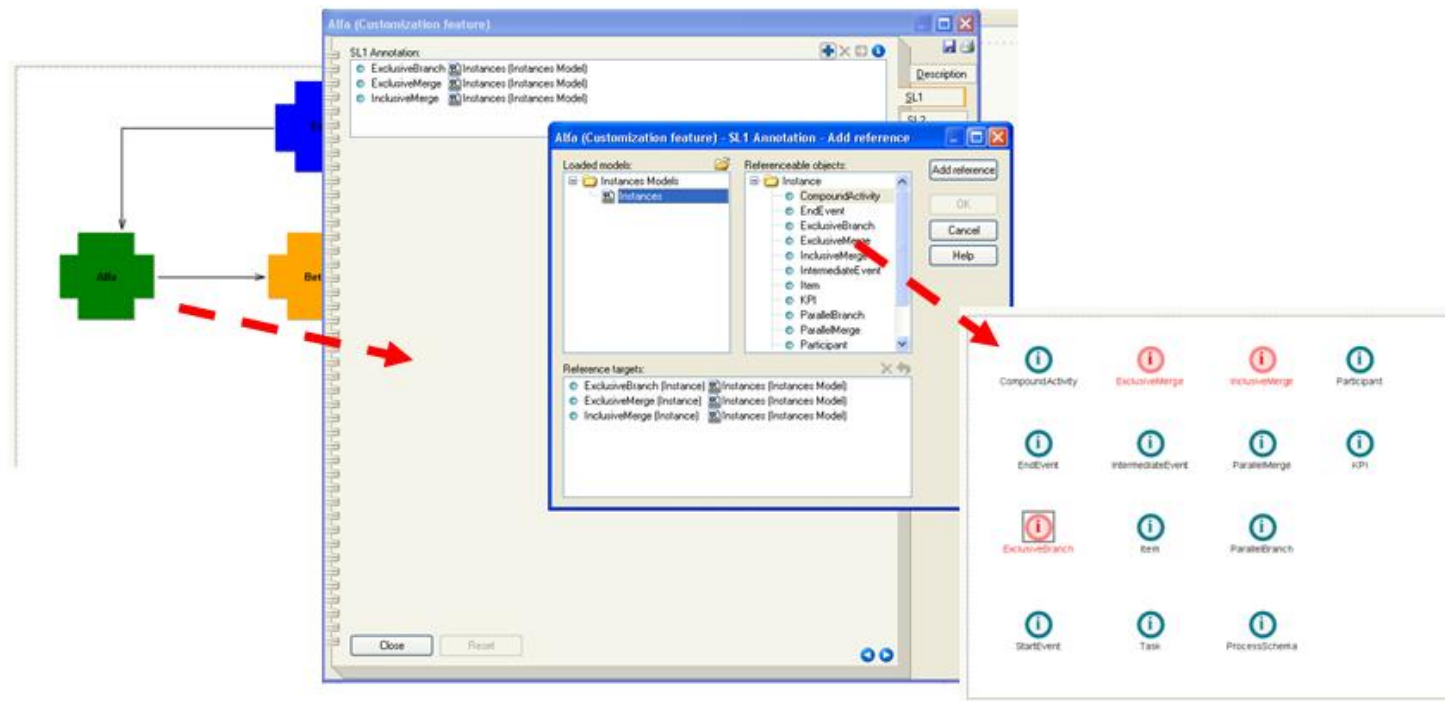 Alfa (Customization feature)
SL1 Annotation:
ExclusiveBranch Instances (Instances Model)
ExclusiveMerge Instances (Instances Model)
InclusiveMerge Instances (Instances Model)
Description
SL1
SL2
Alfa
Bet
Alfa (Customization feature) - SL1 Annotation - Add reference
Loaded models:
Instances Models
Instances
Referenceable objects:
Instance
CompoundActivity
EndEvent
ExclusiveBranch
ExclusiveMerge
InclusiveMerge
IntermediateEvent
Item
KPI
ParallelBranch
ParallelMerge
Participant
Add reference
OK
Cancel
Help
Reference targets:
ExclusiveBranch (Instance) Instances (Instances Model)
ExclusiveMerge (Instance) Instances (Instances Model)
InclusiveMerge (Instance) Instances (Instances Model)
Close
Reset
CompoundActivity ExclusiveMerge InclusiveMerge Participant
EndEvent IntermediateEvent ParallelMerge KPI
ExclusiveBranch Item ParallelBranch
StartEvent Task ProcessSchema